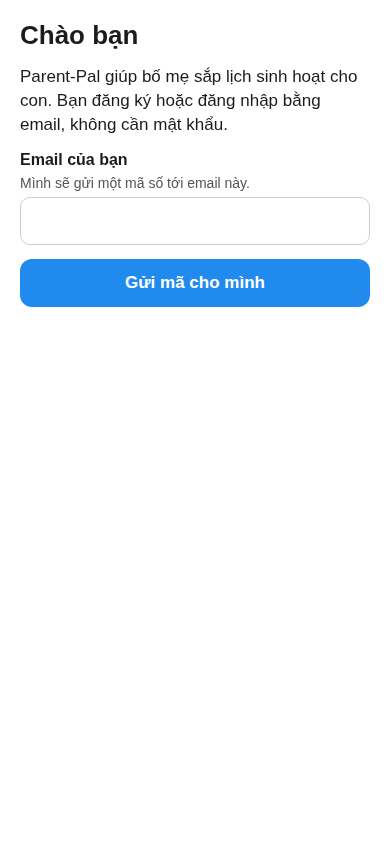 Chào bạn
Parent-Pal giúp bố mẹ sắp lịch sinh hoạt cho
con. Bạn đăng ký hoặc đăng nhập bằng
email, không cần mật khẩu.
Email của bạn
Mình sẽ gửi một mã số tới email này.
Gửi mã cho mình